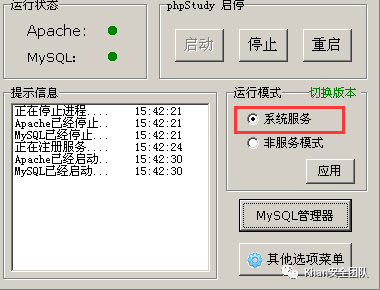 运行状态
phpStudy 启停
Apache:
MySQL:
启动
停止
重启
提示信息
正在停止进程.... 15:42:21
Apache已经停止.. 15:42:21
MySQL已经停止... 15:42:21
正在注册服务.... 15:42:24
Apache已经启动.. 15:42:30
MySQL已经启动... 15:42:30
运行模式 切换版本
系统服务
非服务模式
应用
MySQL管理器
其他选项菜单
Khan安全团队